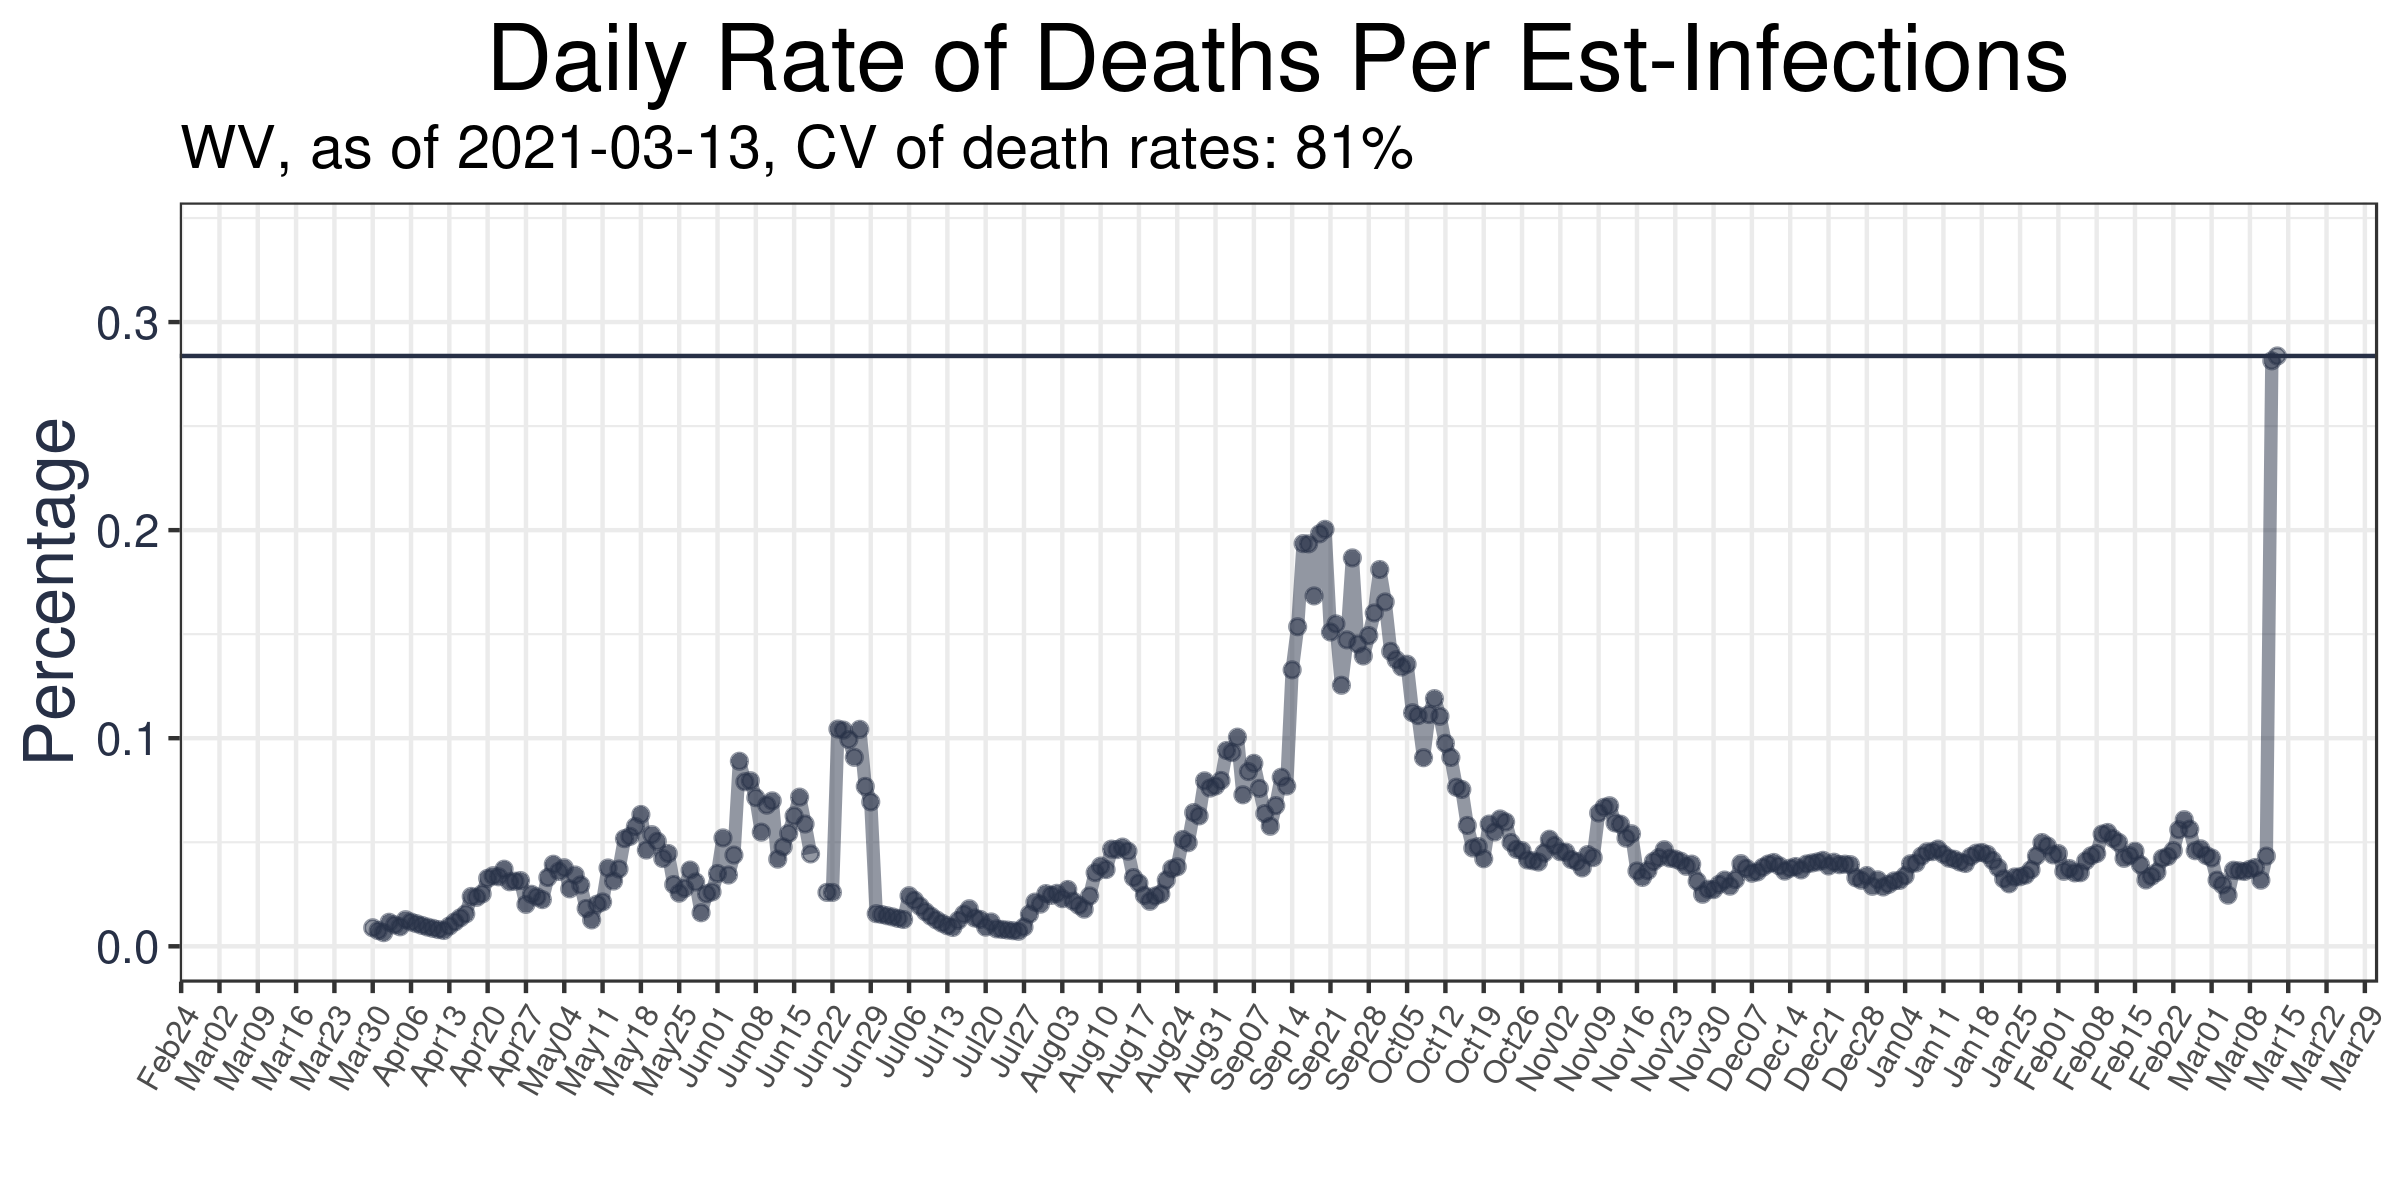 Daily Rate of Deaths Per Est-Infections
WV, as of 2021-03-13, CV of death rates: 81%
Percentage
0.3
0.2
0.1
0.0
Feb24
Mar02
Mar09
Mar16
Mar23
Mar30
Apr06
Apr13
Apr20
Apr27
May04
May11
May18
May25
Jun01
Jun08
Jun15
Jun22
Jun29
Jul06
Jul13
Jul20
Jul27
Aug03
Aug10
Aug17
Aug24
Aug31
Sep07
Sep14
Sep21
Sep28
Oct05
Oct12
Oct19
Oct26
Nov02
Nov09
Nov16
Nov23
Nov30
Dec07
Dec14
Dec21
Dec28
Jan04
Jan11
Jan18
Jan25
Feb01
Feb08
Feb15
Feb22
Mar01
Mar08
Mar15
Mar22
Mar29